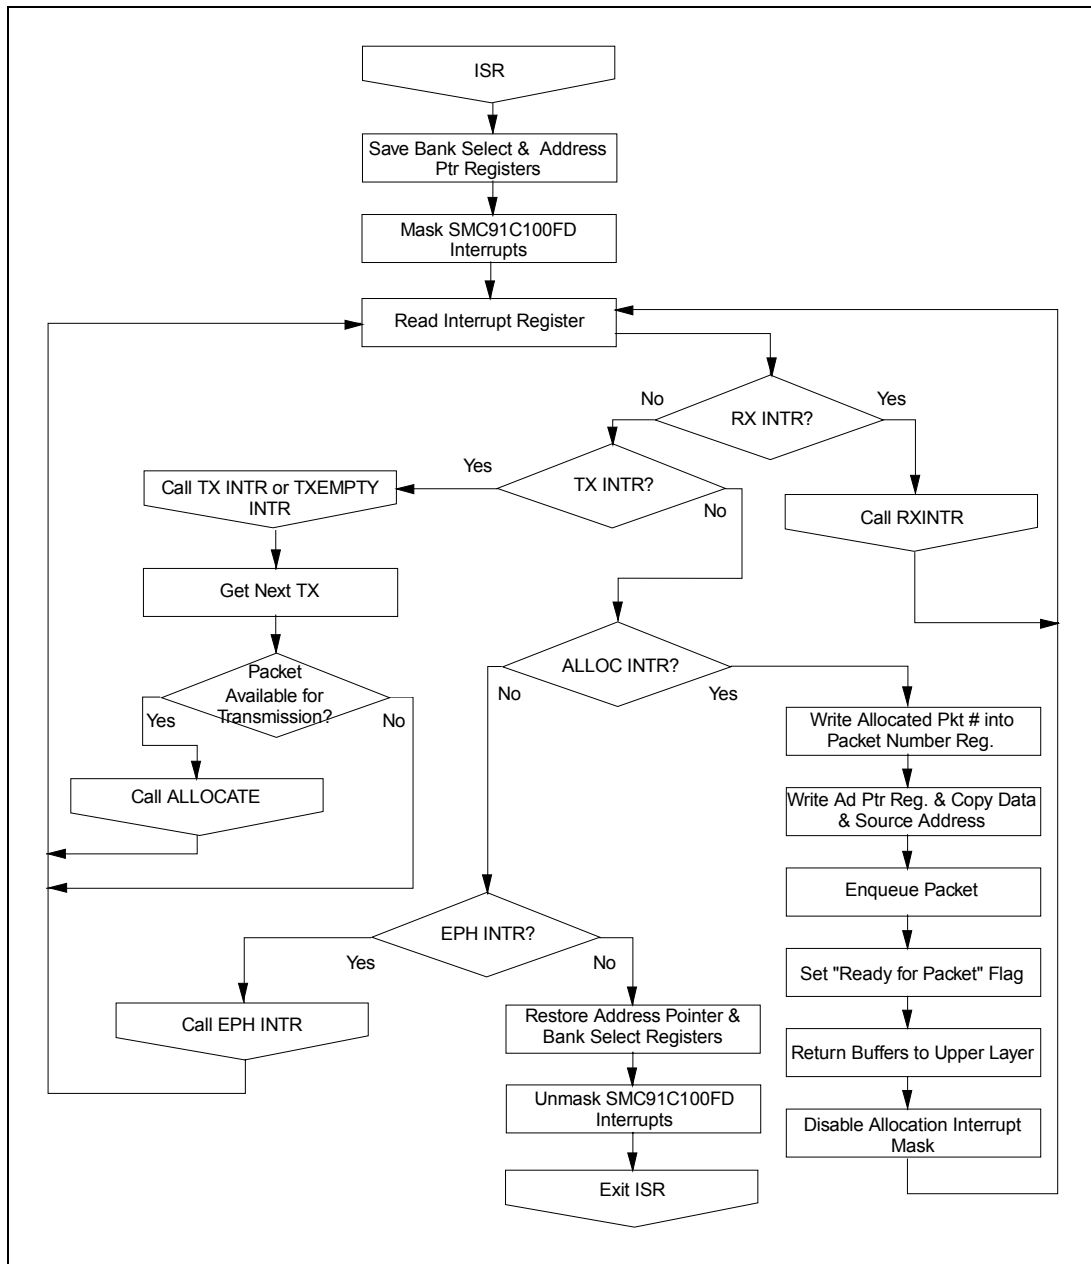 ISR
Save Bank Select & Address
Ptr Registers
Mask SMC91C100FD
Interrupts
Read Interrupt Register
No
RX INTR?
Yes
Yes
TX INTR?
No
Call TX INTR or TXEMPTY
INTR
Call RXINTR
Get Next TX
ALLOC INTR?
No
Yes
Packet
Available for
Transmission?
Yes
No
Write Allocated Pkt # into
Packet Number Reg.
Call ALLOCATE
Write Ad Ptr Reg. & Copy Data
& Source Address
Enqueue Packet
EPH INTR?
Yes
No
Set "Ready for Packet" Flag
Call EPH INTR
Restore Address Pointer &
Bank Select Registers
Return Buffers to Upper Layer
Unmask SMC91C100FD
Interrupts
Disable Allocation Interrupt
Mask
Exit ISR